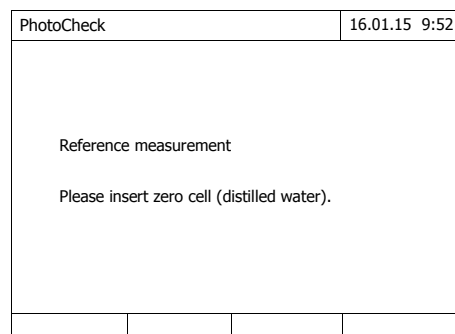 PhotoCheck 16.01.15 9:52
Reference measurement
Please insert zero cell (distilled water).